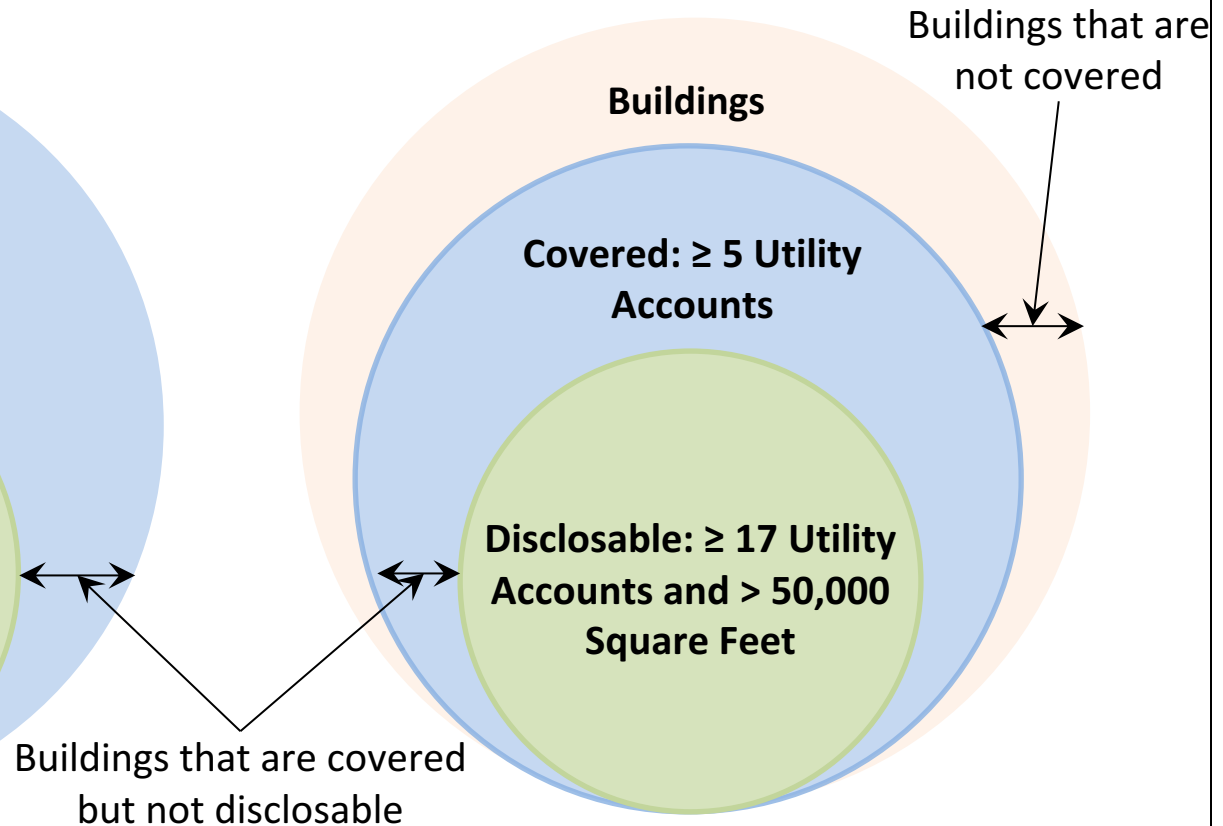 Buildings that are
not covered
Buildings
Covered: ≥ 5 Utility
Accounts
Disclosable: ≥ 17 Utility
Accounts and > 50,000
Square Feet
Buildings that are covered
but not disclosable